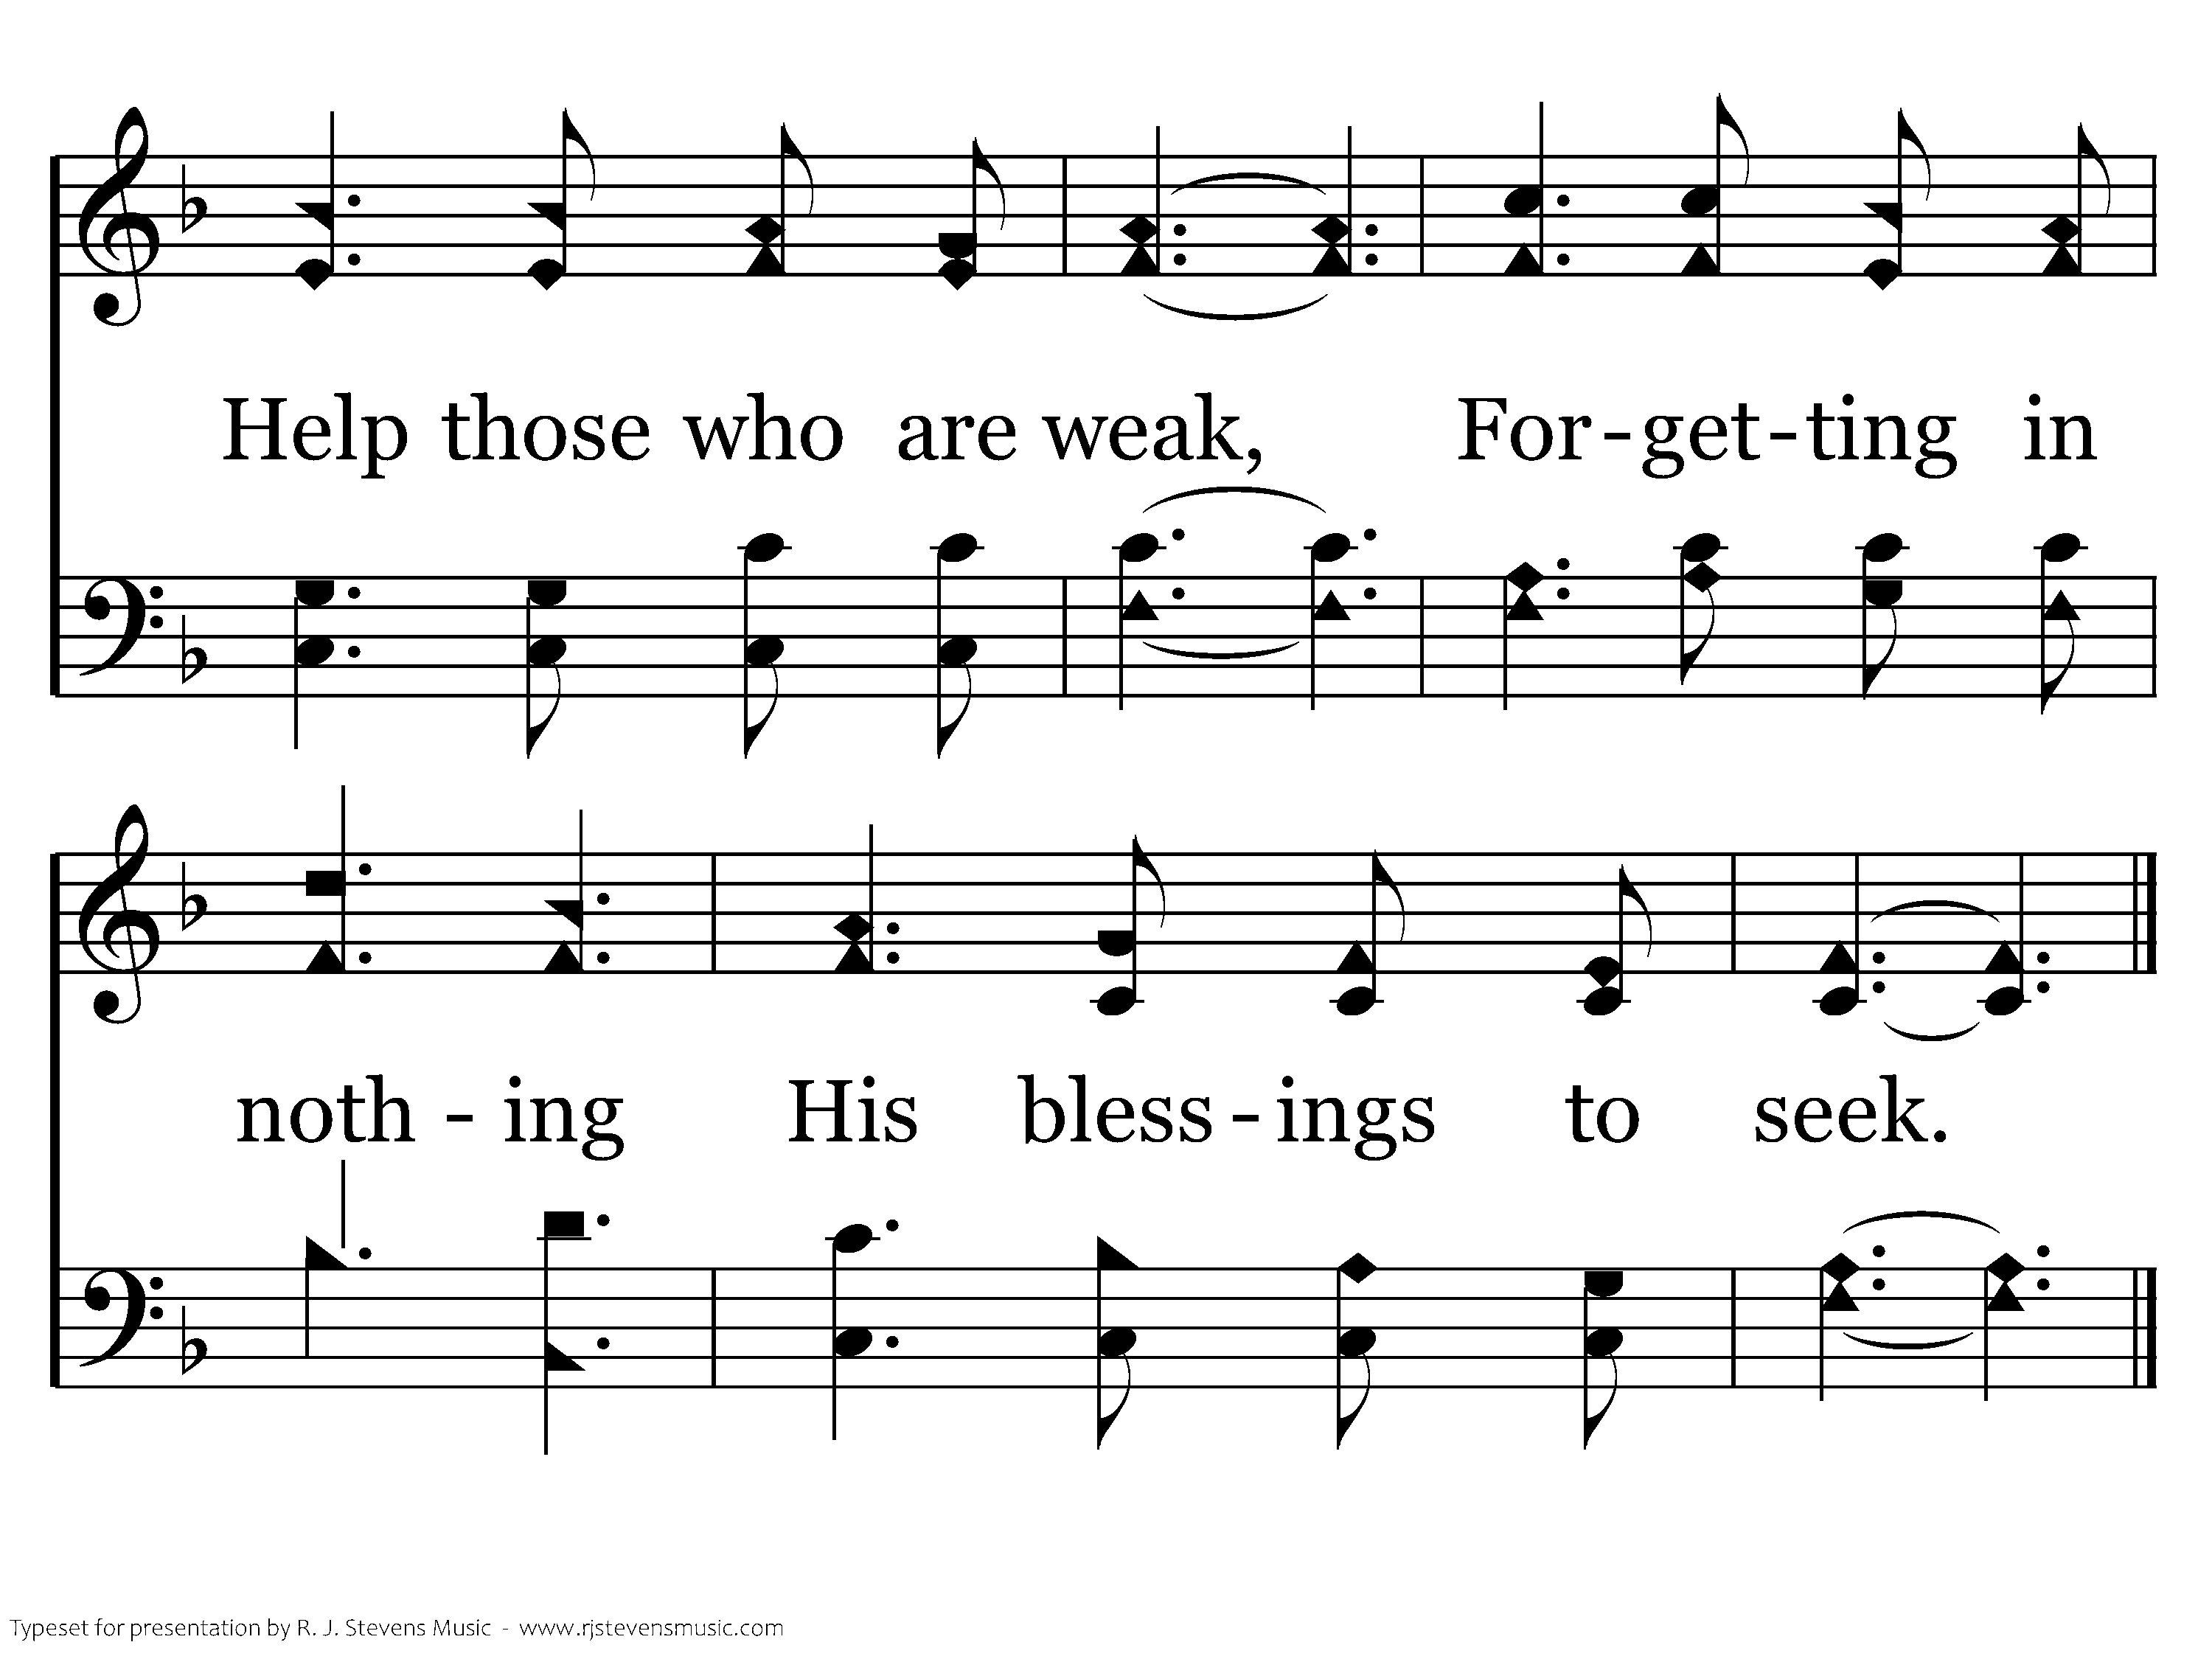 Help those who are weak, For-get-ting in
noth - ing His bless-ings to seek.
Typeset for presentation by R. J. Stevens Music - www.rjstevensmusic.com